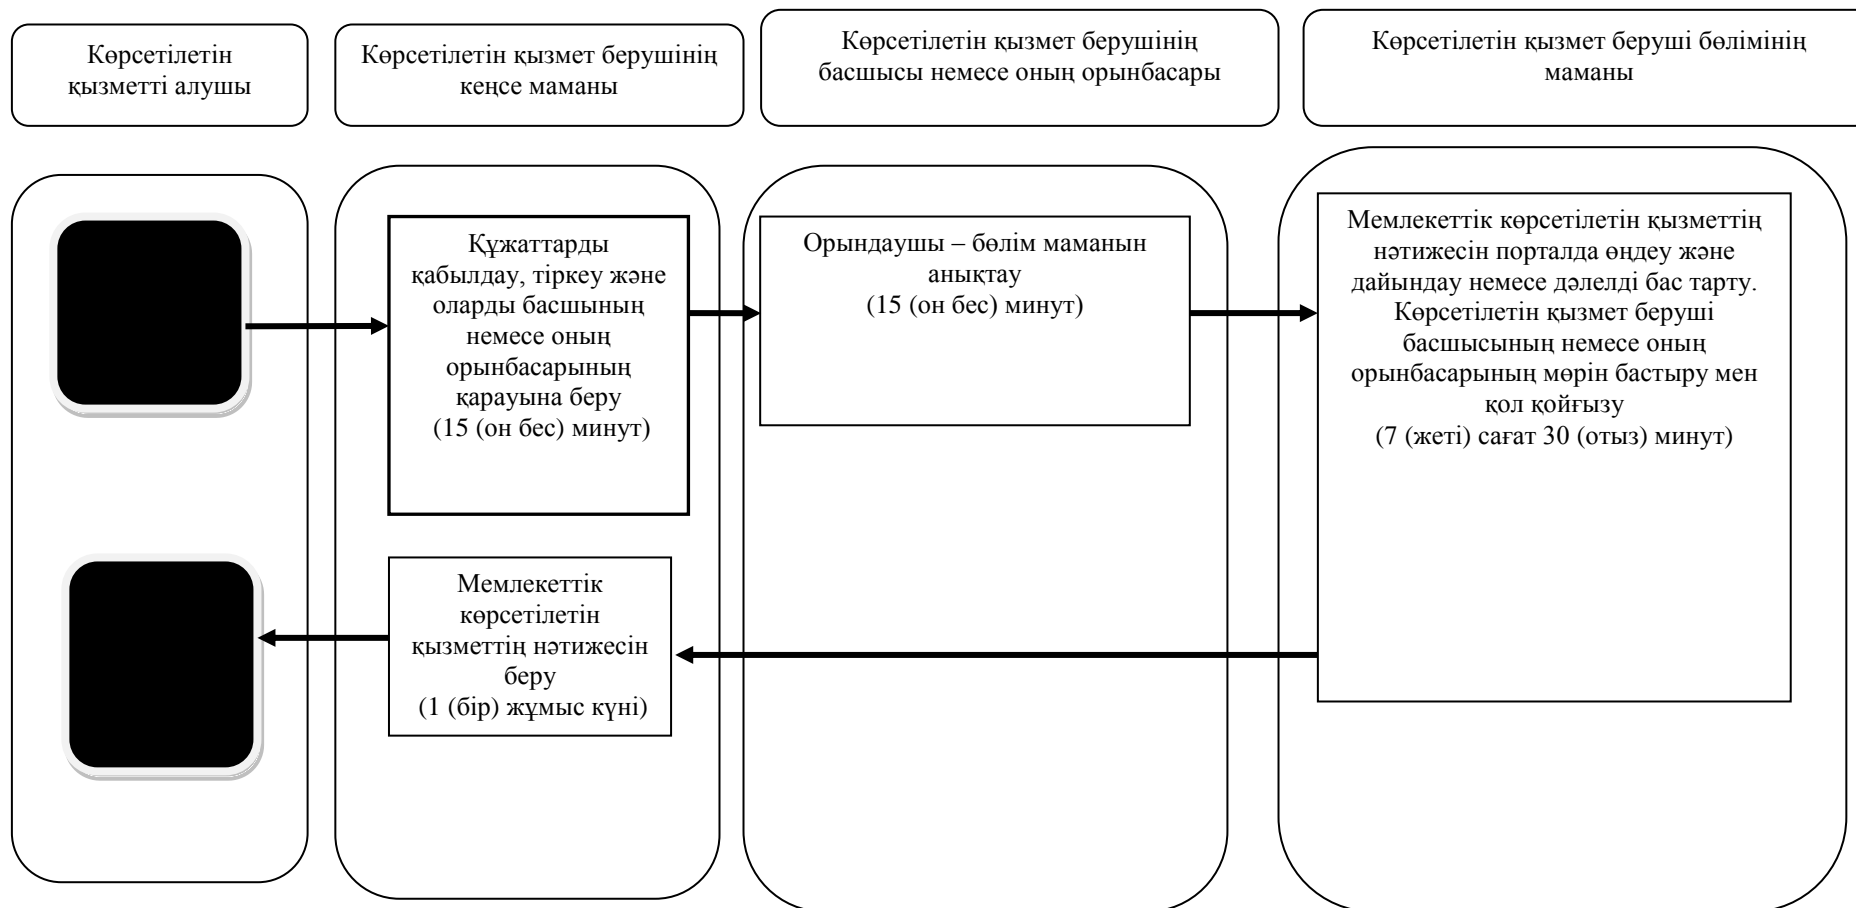 Көрсетілетін
қызметті алушы
Көрсетілетін қызмет берушінің
кеңсе маманы
Көрсетілетін қызмет берушінің
басшысы немесе оның орынбасары
Көрсетілетін қызмет беруші бөлімінің
маманы
Құжаттарды
қабылдау, тіркеу және
оларды басшының
немесе оның
орынбасарының
қарауына беру
(15 (он бес) минут)
Орындаушы – бөлім маманын
анықтау
(15 (он бес) минут)
Мемлекеттік көрсетілетін қызметтің
нәтижесін порталда өңдеу және
дайындау немесе дәлелді бас тарту.
Көрсетілетін қызмет беруші
басшысының немесе оның
орынбасарының мөрін бастыру мен
қол қойғызу
(7 (жеті) сағат 30 (отыз) минут)
Мемлекеттік
көрсетілетін
қызметтің нәтижесін
беру
(1 (бір) жұмыс күні)